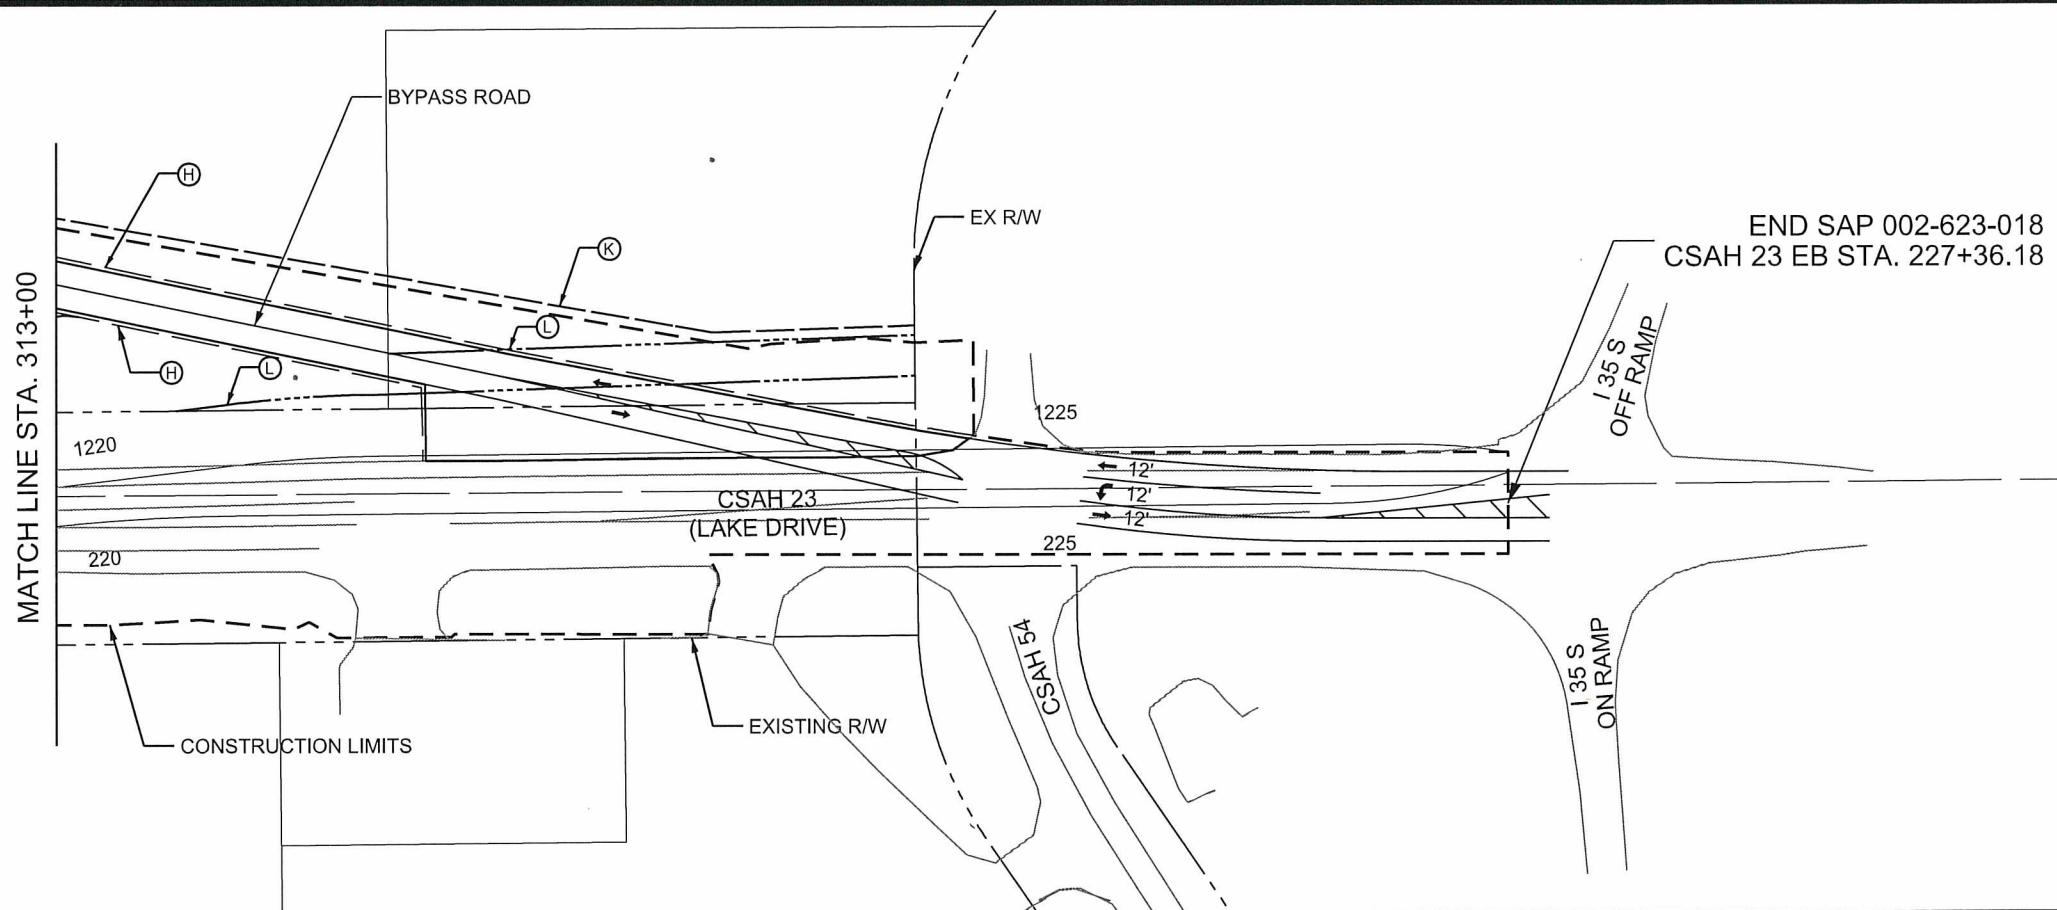 BYPASS ROAD
H
EX R/W
END SAP 002-623-018
CSAH 23 EB STA. 227+36.18
K
MATCH LINE STA. 313+00
L
I 35 S
OFF RAMP
H
L
1225
1220
12'
12'
12'
CSAH 23
(LAKE DRIVE)
225
220
CSAH 54
I 35 S
ON RAMP
EXISTING R/W
CONSTRUCTION LIMITS